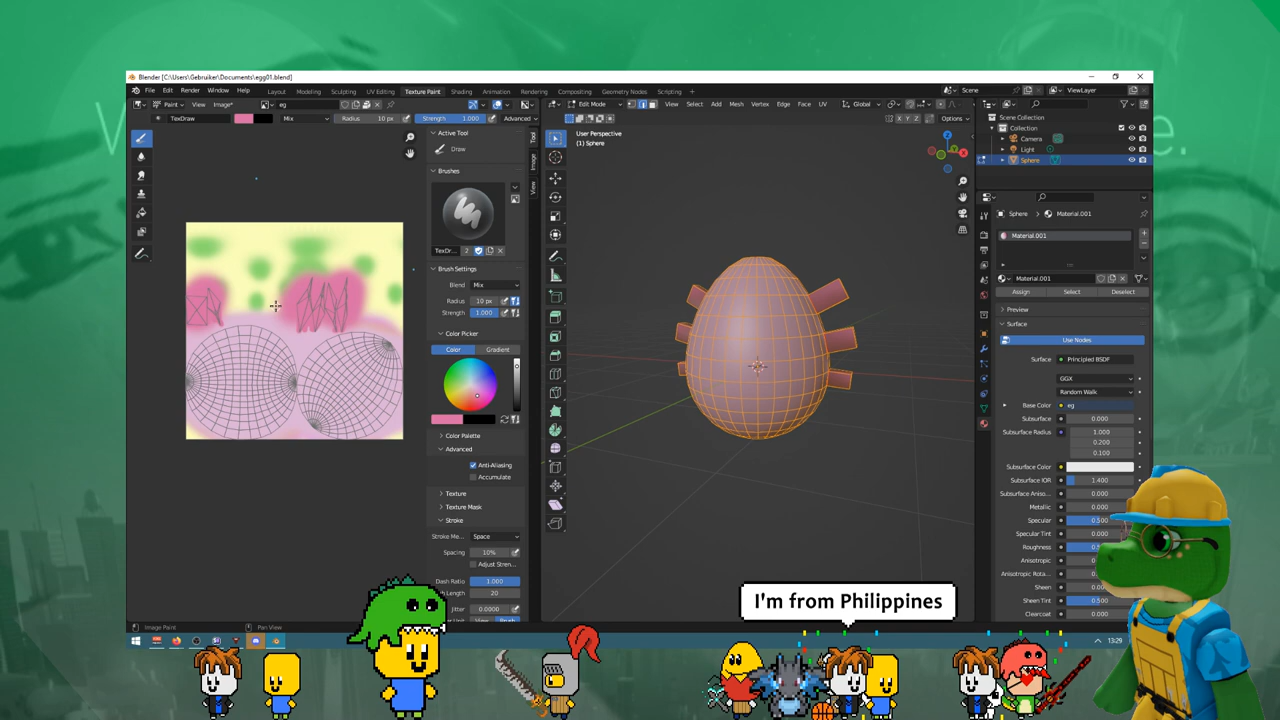 Blender [C:\Users\Gebruiker\Documents\egg01.blend]
File Edit Render Window Help Layout Modeling Sculpting UV Editing Texture Paint Shading Animation Rendering Compositing Geometry Nodes Scripting + Scene ViewLayer
Paint View Image* eg Edit Mode View Select Add Mesh Vertex Edge Face UV Global
TexDraw Mix Radius 10 px Strength 1.000 Advanced X Y Z Options
Active Tool
Draw
Brushes
TexDr... 2
Brush Settings
Blend Mix
Radius 10 px
Strength 1.000
Color Picker
Color Gradient
Color Palette
Advanced
Anti-Aliasing
Accumulate
Texture
Texture Mask
Stroke
Stroke Me... Space
Spacing 10%
Adjust Stren...
Dash Ratio 1.000
20
Jitter 0.0000
Tool
Image
View
User Perspective
(1) Sphere
Scene Collection
Collection
Camera
Light
Sphere
Sphere Material.001
Material.001
Material.001
Assign Select Deselect
Preview
Surface
Use Nodes
Surface Principled BSDF
GGX
Random Walk
Base Color eg
Subsurface 0.000
Subsurface Radius 1.000
0.200
0.100
Subsurface Color
Subsurface IOR 1.400
Subsurface Aniso... 0.000
Metallic 0.000
Specular 0.500
Specular Tint 0.000
Roughness
Anisotropic
Anisotropic Rota...
Sheen
Sheen Tint 0.500
Clearcoat
Image Paint Pan View
13:29
I'm from Philippines